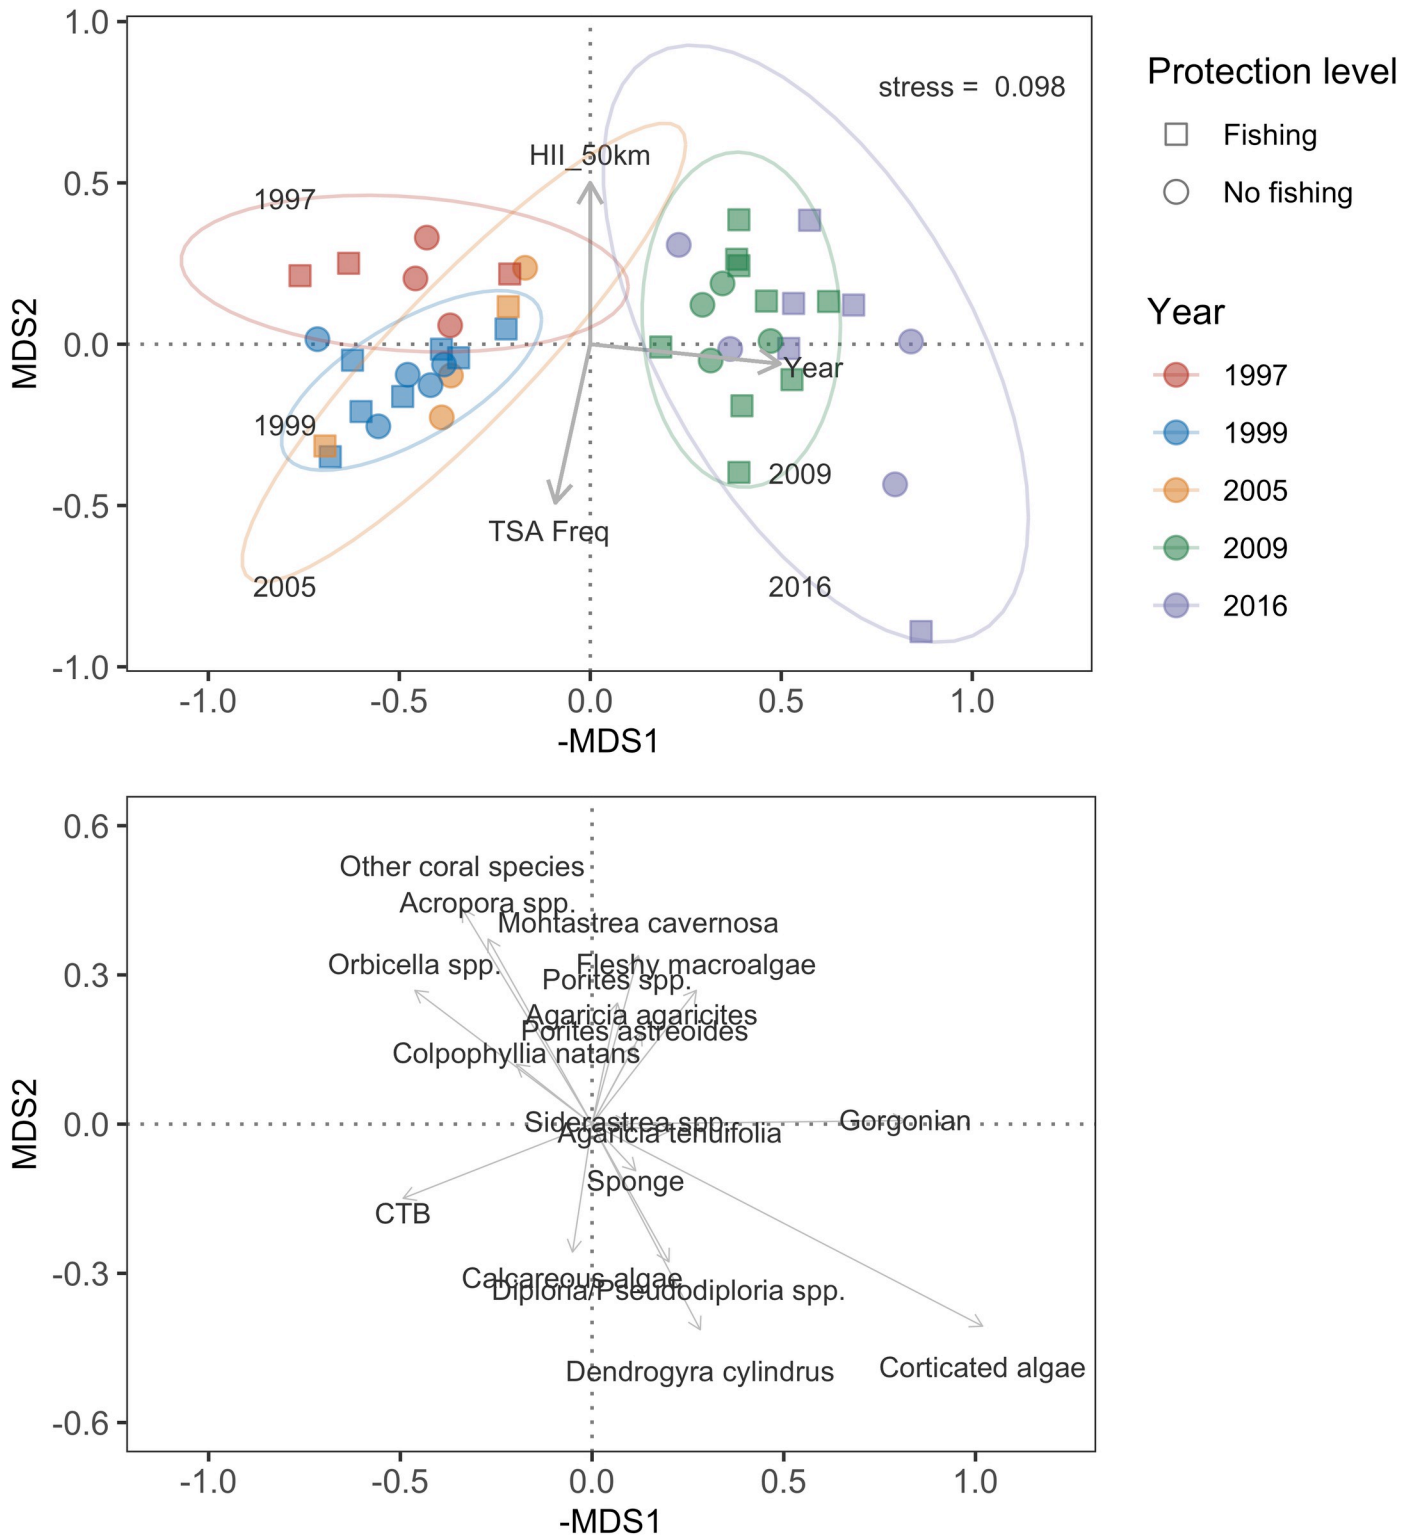 1.0
0.5
0.0
-0.5
-1.0
MDS2
stress = 0.098
HII_50km
1997
1999
Year
2009
TSA Freq
2005
2016
-1.0
-0.5
0.0
0.5
1.0
-MDS1
Protection level
Fishing
No fishing
Year
1997
1999
2005
2009
2016
0.6
0.3
0.0
-0.3
-0.6
MDS2
Other coral species
Acropora spp.
Montastrea cavernosa
Orbicella spp.
Fleshy macroalgae
Porites spp.
Agaricia agaricites
Porites astreoides
Colpophyllia natans
Siderastrea spp.
Gorgonian
Agaricia tenuifolia
Sponge
CTB
Calcareous algae
Diploria/Pseudodiploria spp.
Dendrogyra cylindrus
Corticated algae
-1.0
-0.5
0.0
0.5
1.0
-MDS1